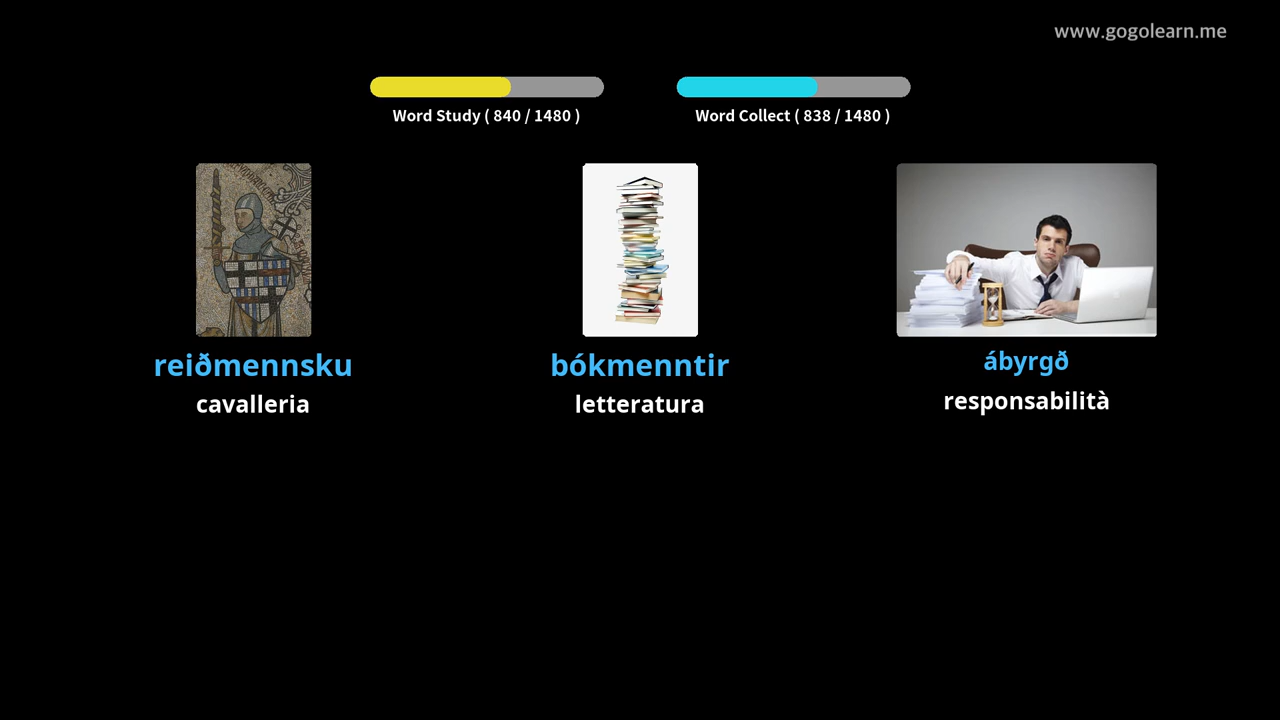 www.gogolearn.me
Word Study ( 840 / 1480 )
Word Collect ( 838 / 1480 )
reiðmennsku
bókmenntir
ábyrgð
cavalleria
letteratura
responsabilità